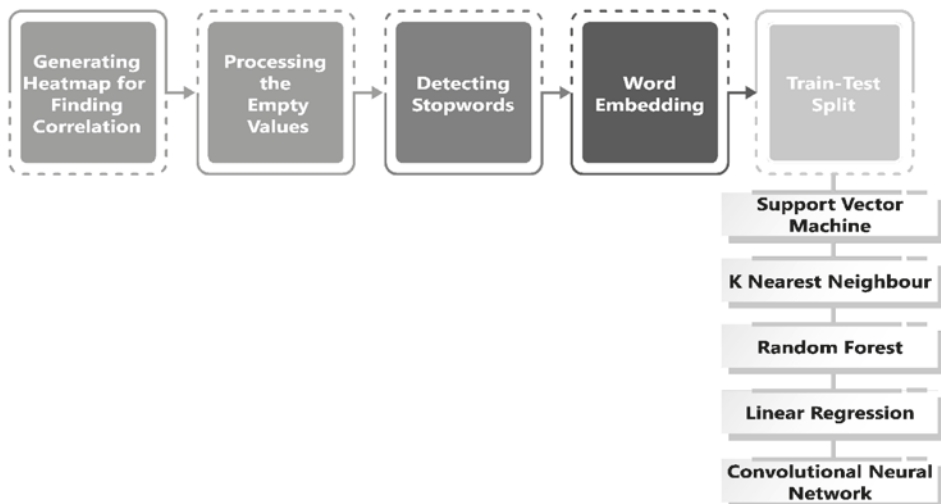 Generating
Heatmap for
Finding
Correlation
Processing
the
Empty
Values
Detecting
Stopwords
Word
Embedding
Train-Test
Split
Support Vector
Machine
K Nearest Neighbour
Random Forest
Linear Regression
Convolutional Neural
Network